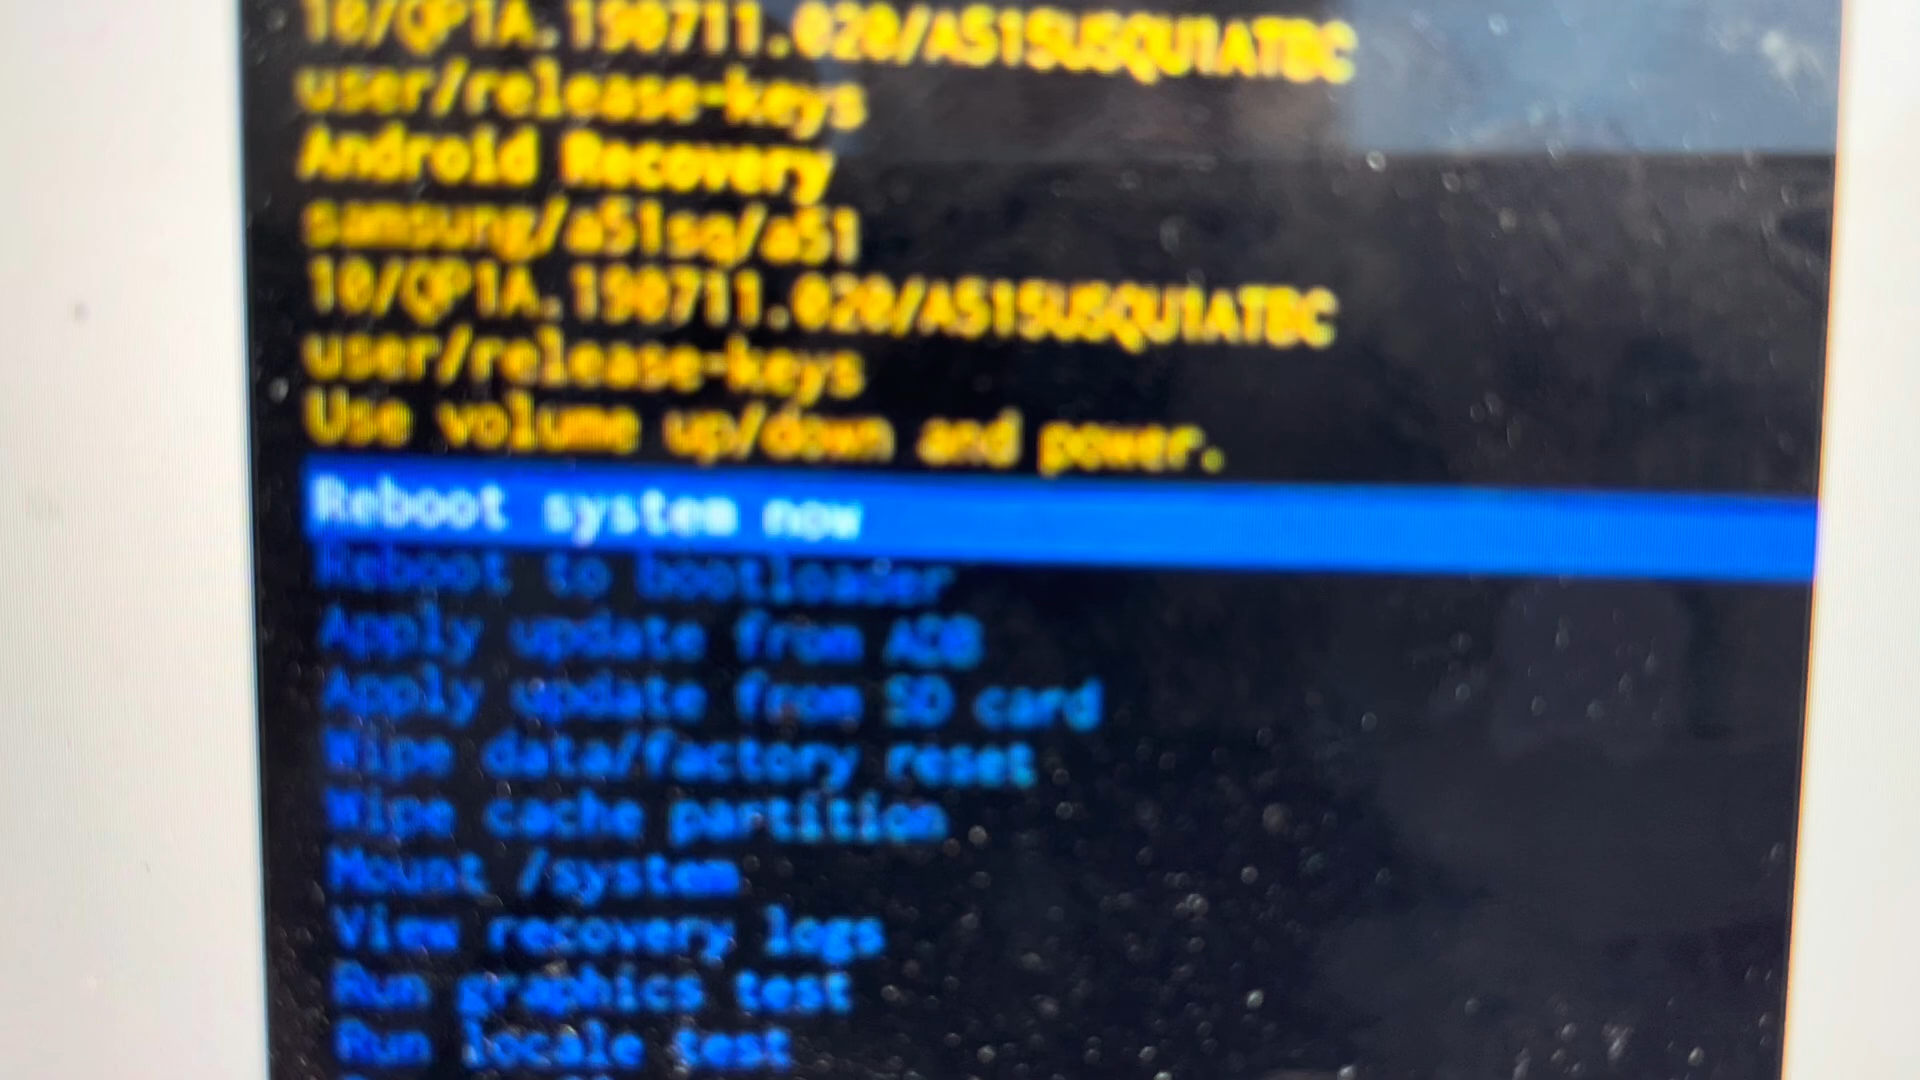 10/QP1A.190711.020/A515USQU1ATBC
user/release-keys
Android Recovery
samsung/a51sq/a51
10/QP1A.190711.020/A515USQU1ATBC
user/release-keys
Use volume up/down and power.
Reboot system now
Reboot to bootloader
Apply update from ADB
Apply update from SD card
Wipe data/factory reset
Wipe cache partition
Mount /system
View recovery logs
Run graphics test
Run locale test